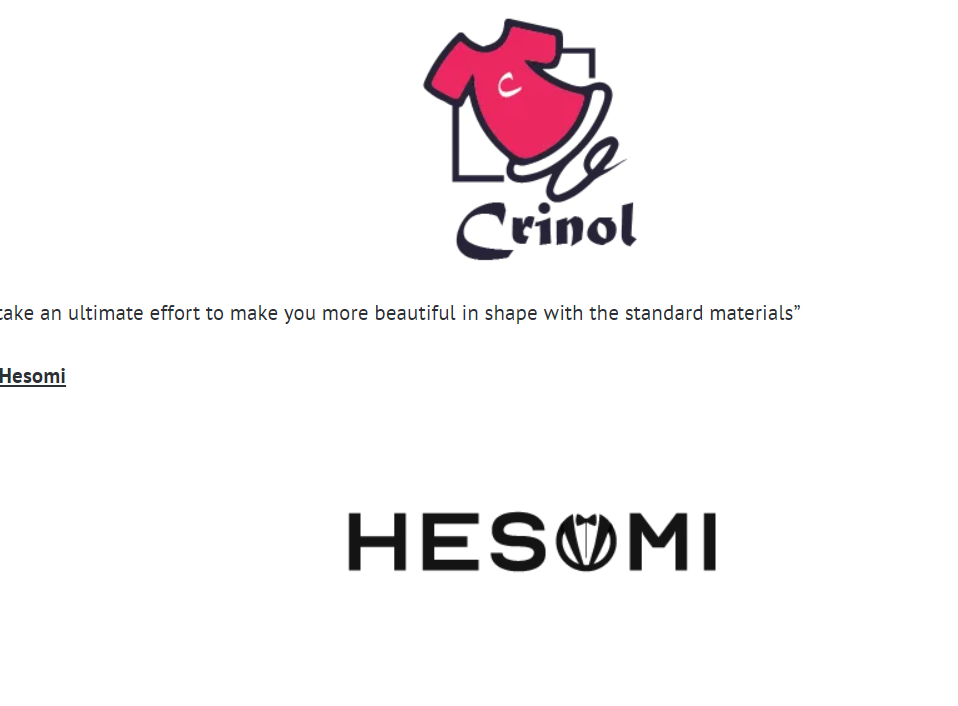 C
Crinol
take an ultimate effort to make you more beautiful in shape with the standard materials”
Hesomi
HESOMI